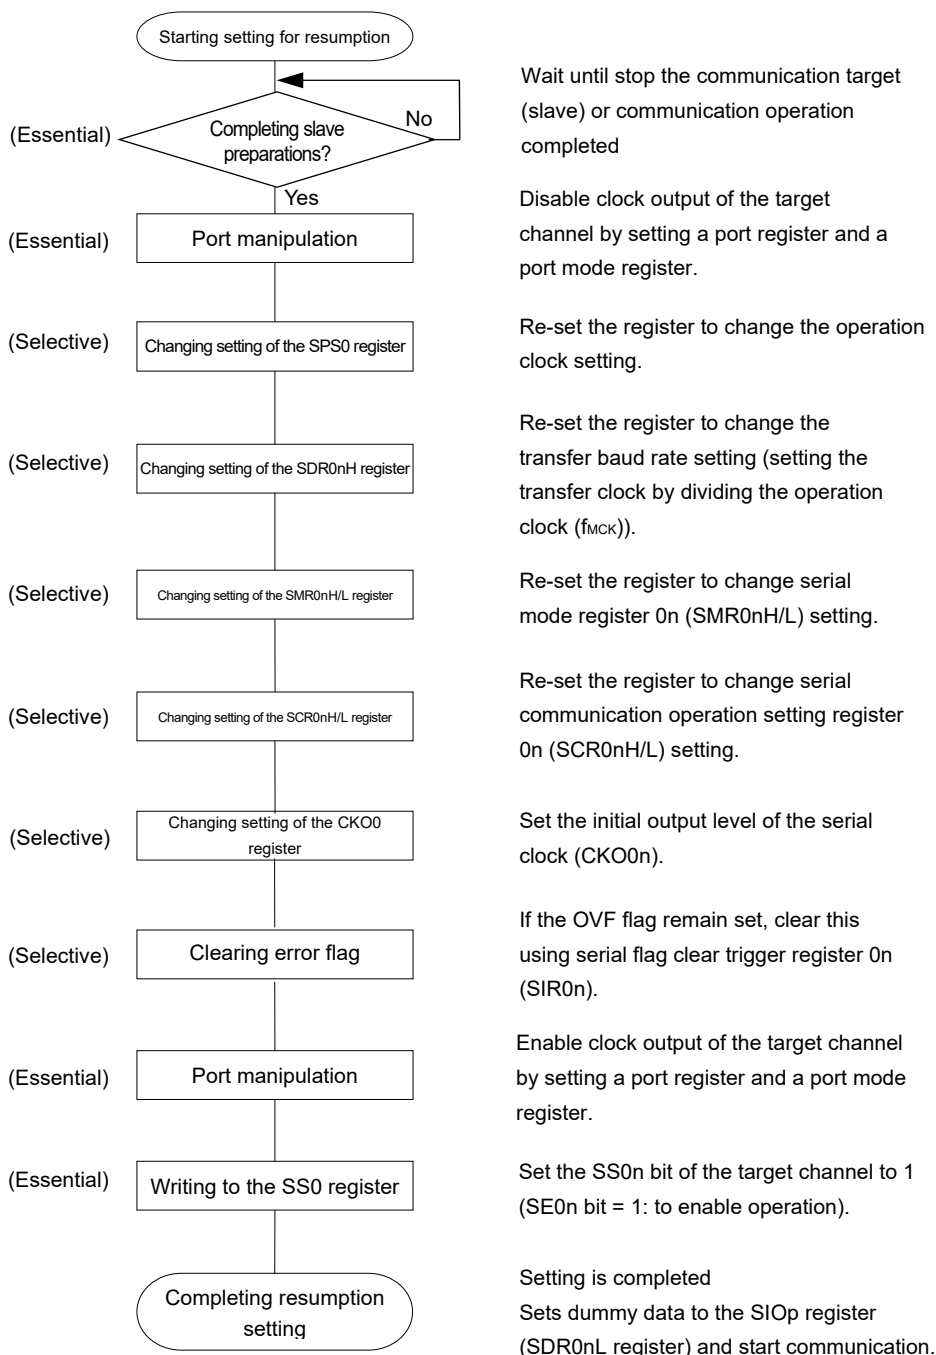 Starting setting for resumption
Wait until stop the communication target
(slave) or communication operation
completed
(Essential)
Completing slave
preparations?
No
Yes
Disable clock output of the target
channel by setting a port register and a
port mode register.
(Essential)
Port manipulation
Re-set the register to change the operation
clock setting.
(Selective)
Changing setting of the SPS0 register
Re-set the register to change the
transfer baud rate setting (setting the
transfer clock by dividing the operation
clock (fMCK)).
(Selective)
Changing setting of the SDR0nH register
Re-set the register to change serial
mode register 0n (SMR0nH/L) setting.
(Selective)
Changing setting of the SMR0nH/L register
Re-set the register to change serial
communication operation setting register
0n (SCR0nH/L) setting.
(Selective)
Changing setting of the SCR0nH/L register
Set the initial output level of the serial
clock (CKO0n).
(Selective)
Changing setting of the CKO0
register
If the OVF flag remain set, clear this
using serial flag clear trigger register 0n
(SIR0n).
(Selective)
Clearing error flag
Enable clock output of the target channel
by setting a port register and a port mode
register.
(Essential)
Port manipulation
Set the SS0n bit of the target channel to 1
(SE0n bit = 1: to enable operation).
(Essential)
Writing to the SS0 register
Completing resumption
setting
Setting is completed
Sets dummy data to the SIOp register
(SDR0nL register) and start communication.